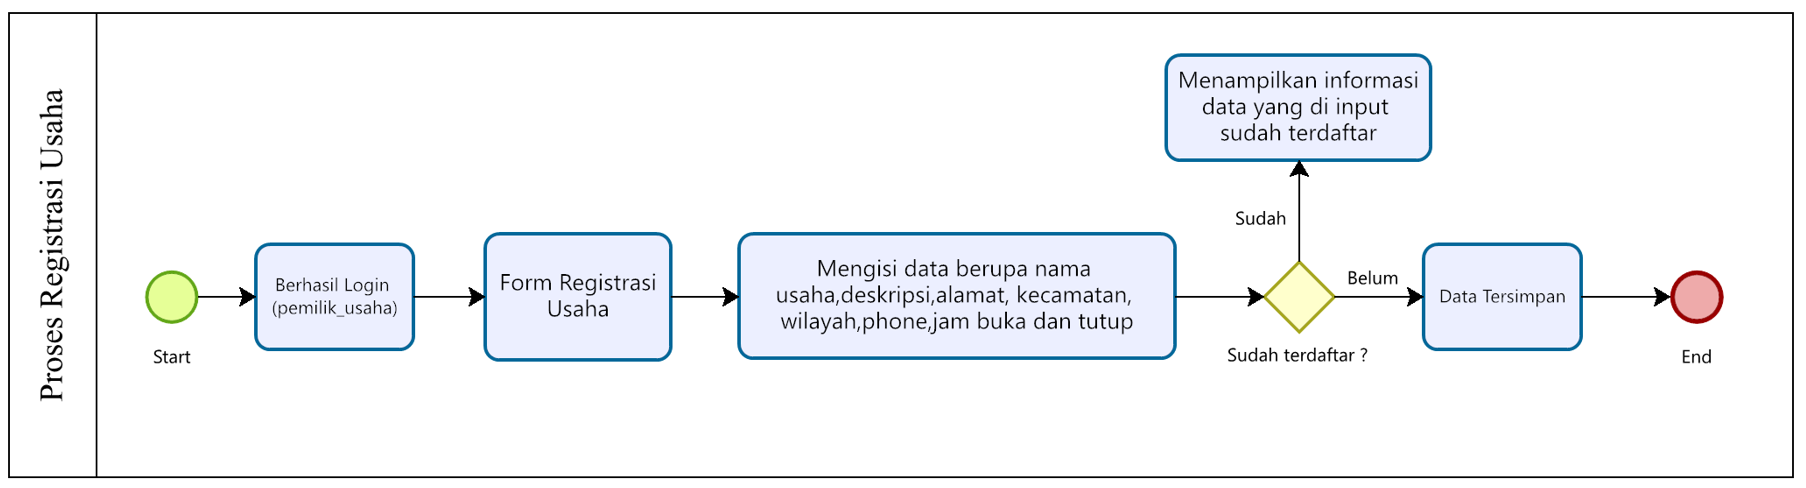 Proses Registrasi Usaha
Start
Berhasil Login
(pemilik_usaha)
Form Registrasi
Usaha
Mengisi data berupa nama
usaha,deskripsi,alamat, kecamatan,
wilayah,phone,jam buka dan tutup
Sudah terdaftar ?
Sudah
Menampilkan informasi
data yang di input
sudah terdaftar
Belum
Data Tersimpan
End